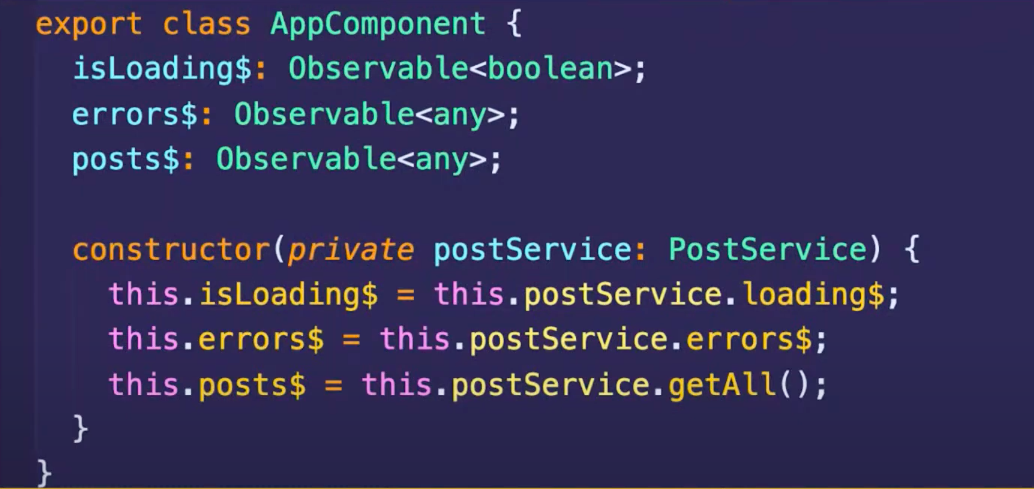 export class AppComponent {
isLoading$: Observable<boolean>;
errors$: Observable<any>;
posts$: Observable<any>;
constructor(private postService: PostService) {
this.isLoading$ = this.postService.loading$;
this.errors$ = this.postService.errors$;
this.posts$ = this.postService.getAll();
}
}